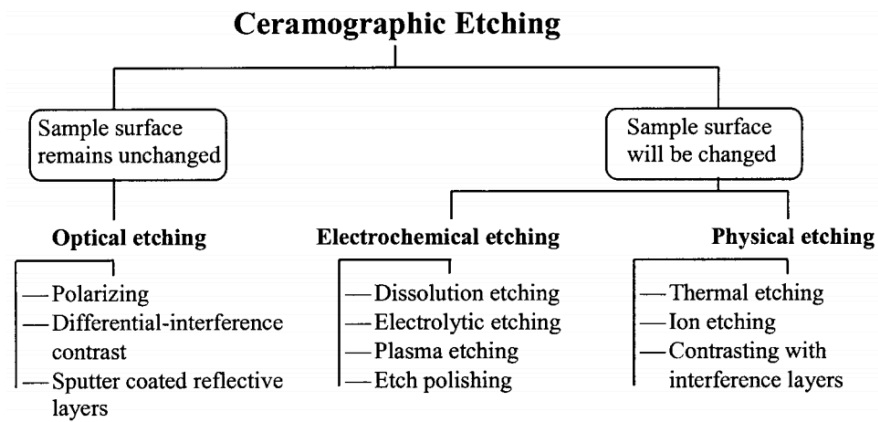 Ceramographic Etching
Sample surface
remains unchanged
Sample surface
will be changed
Optical etching
Polarizing
Differential-interference
contrast
Sputter coated reflective
layers
Electrochemical etching
Dissolution etching
Electrolytic etching
Plasma etching
Etch polishing
Physical etching
Thermal etching
Ion etching
Contrasting with
interference layers